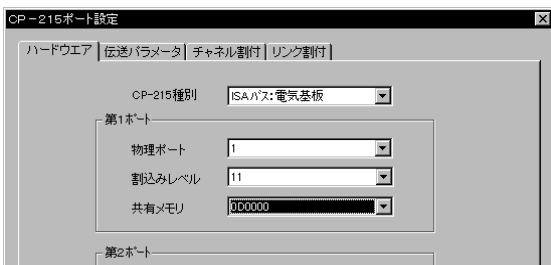 CP－215ポート設定
ハードウエア 伝送パラメータ チャネル割付 リンク割付
CP-215種別 ISAバス:電気基板
第1ポート
物理ポート 1
割込みレベル 11
共有メモリ 0D0000
第2ポート